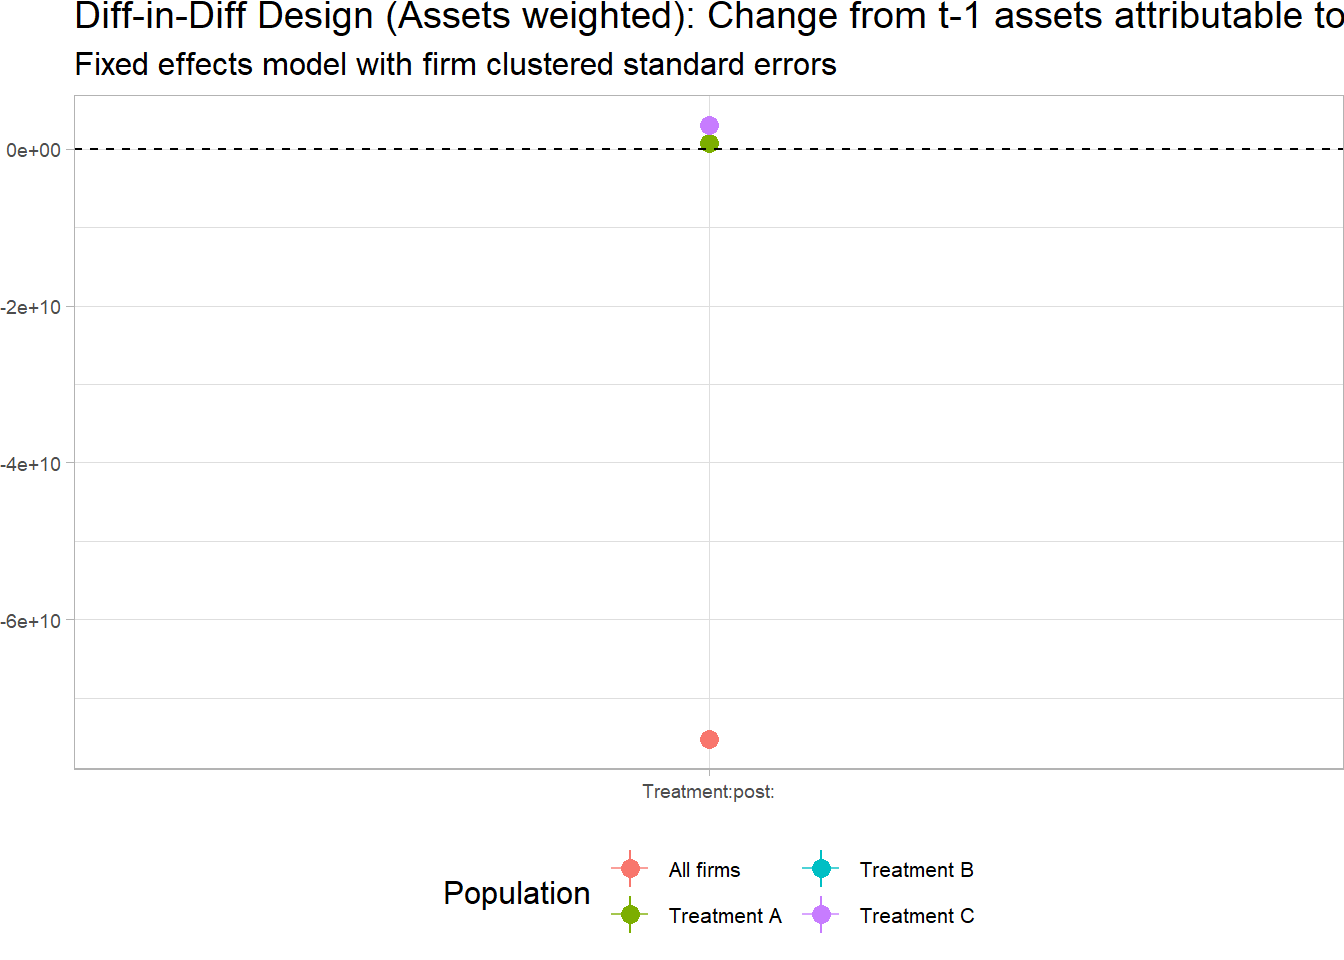 Diff-in-Diff Design (Assets weighted): Change from t-1 assets attributable to
Fixed effects model with firm clustered standard errors
0e+00
-2e+10
-4e+10
-6e+10
Treatment:post:
Population
All firms
Treatment B
Treatment A
Treatment C